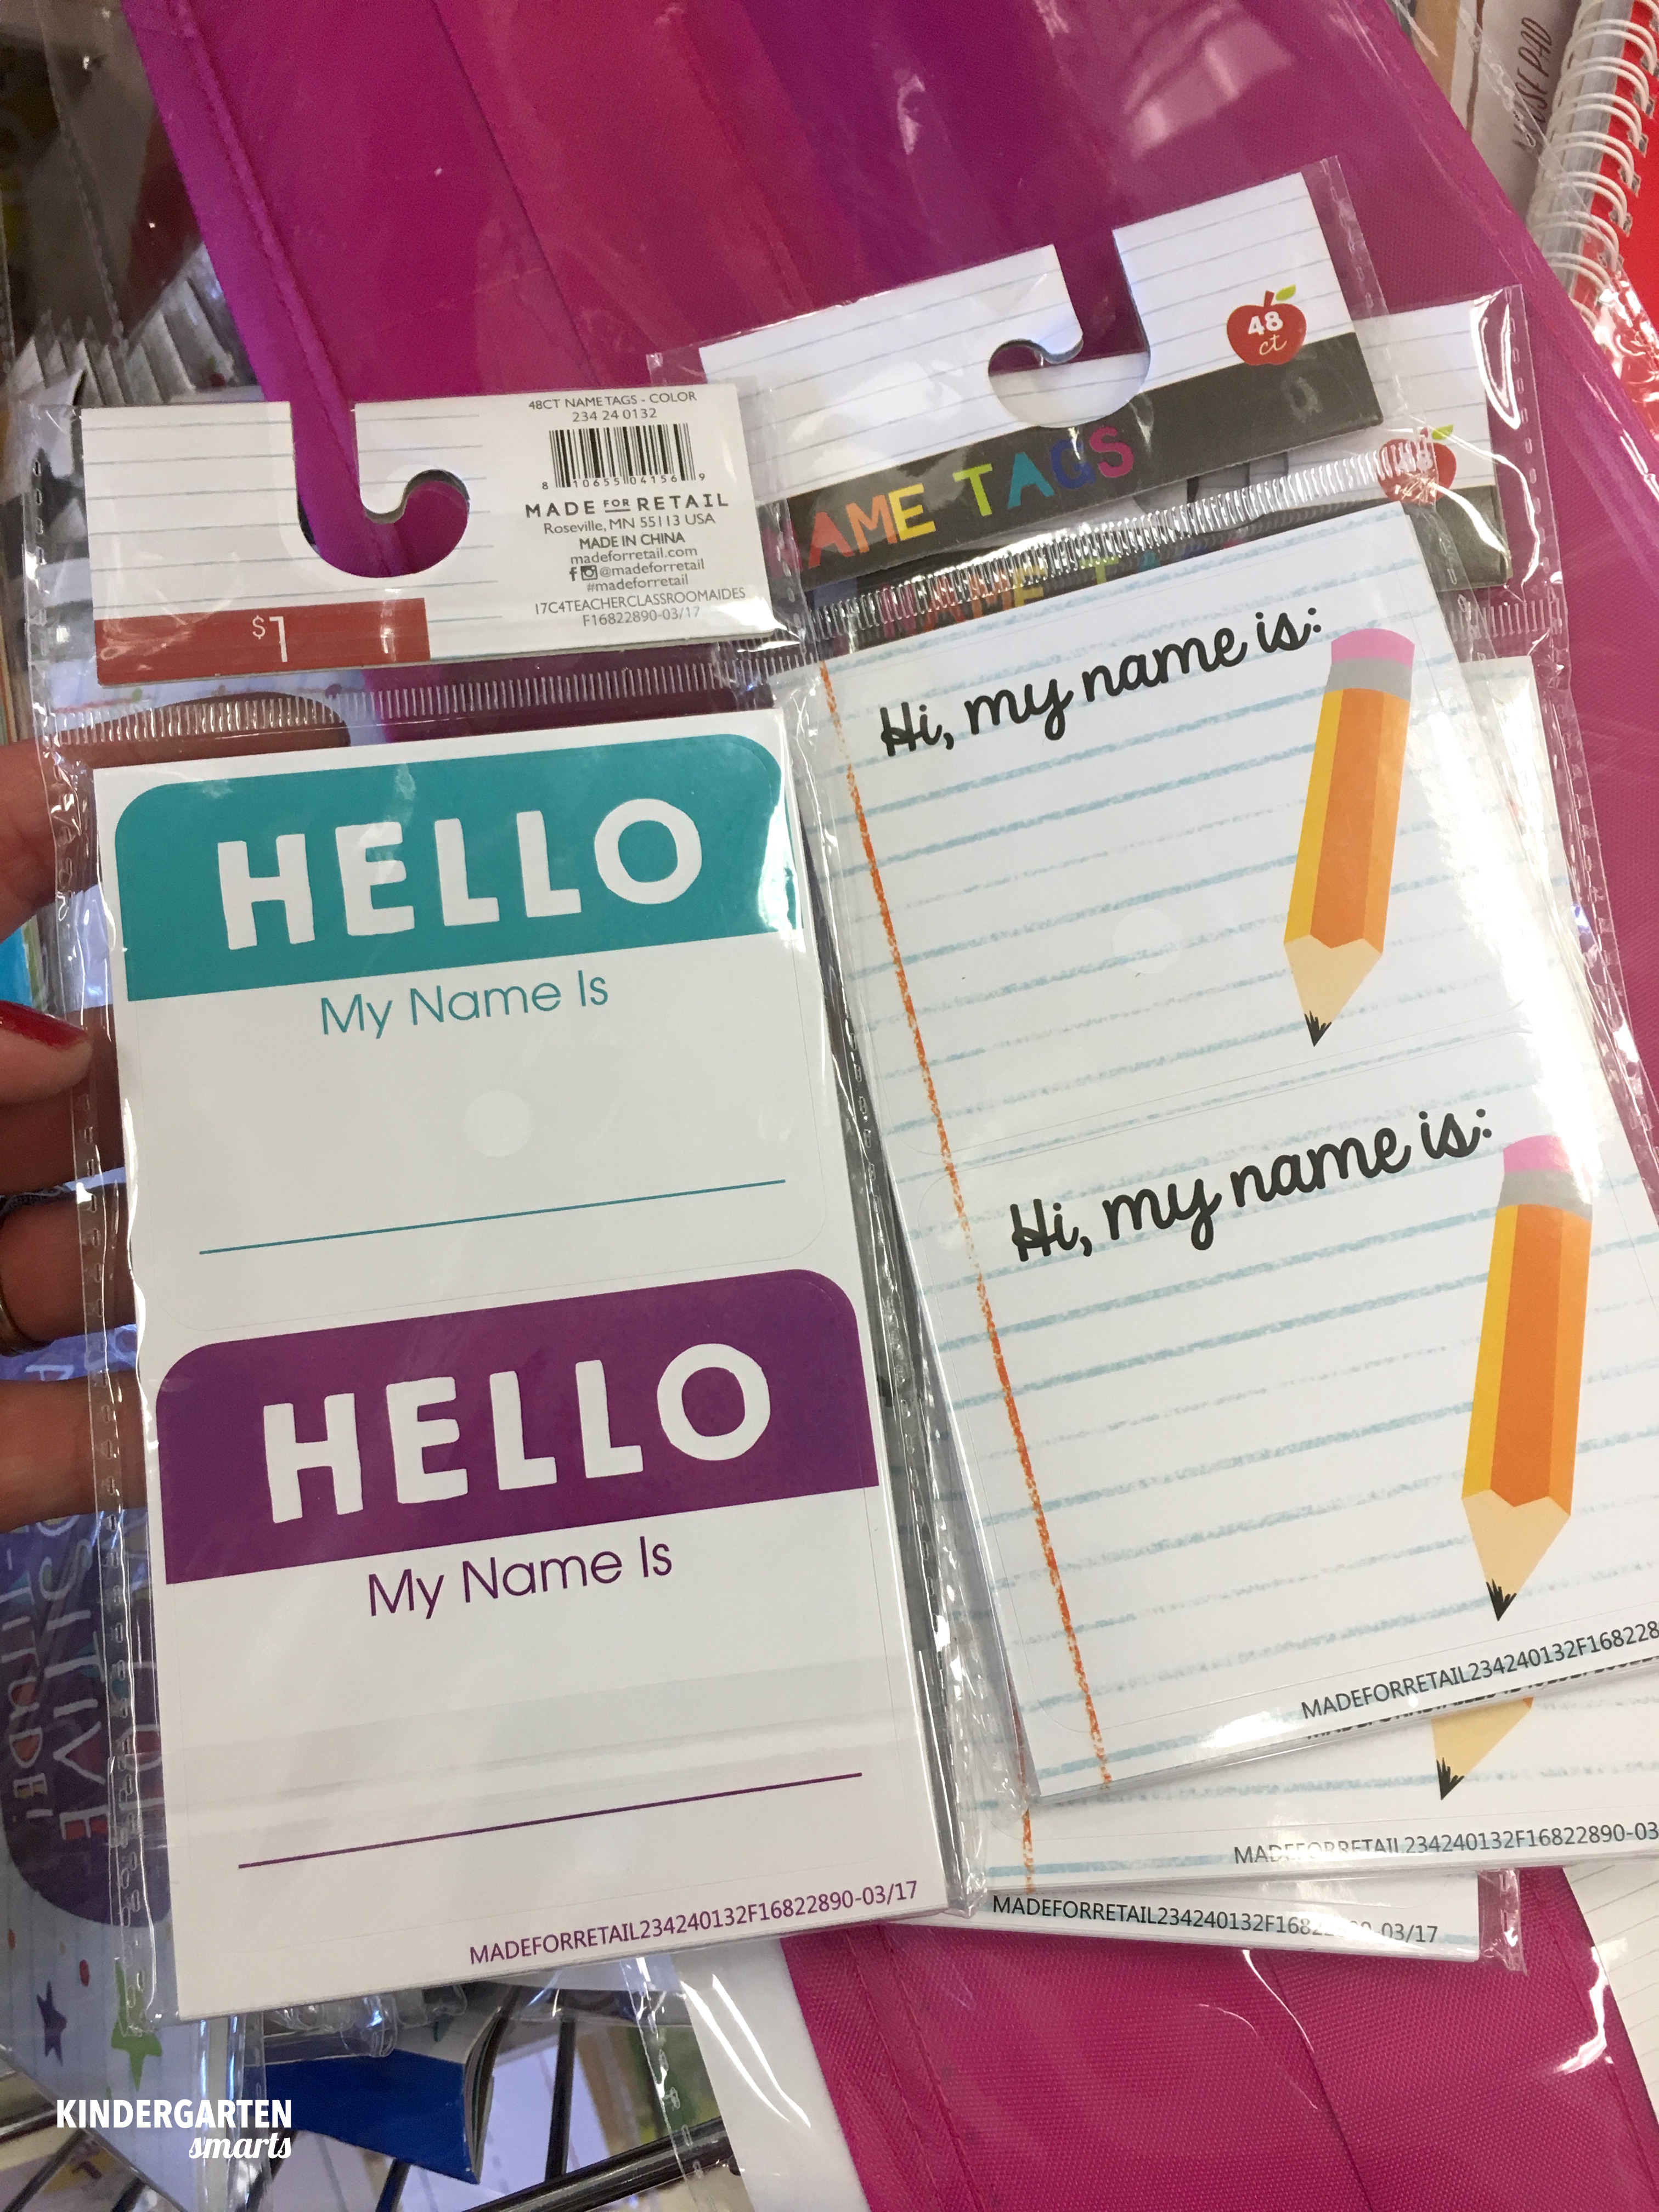 48CT NAME TAGS - COLOR
234 24 0132
8 10655 04156 9
MADE FOR RETAIL
Roseville, MN 55113 USA
MADE IN CHINA
madeforretail.com
@madeforretail
#madeforretail
17C4TEACHERCLASSROOMAIDES
F16822890-03/17
$1
HELLO
My Name Is
HELLO
My Name Is
MADEFORRETAIL234240132F16822890-03/17
48
ct
NAME TAGS
Hi, my name is:
Hi, my name is:
MADEFORRETAIL234240132F168228
MADEFORRETAIL234240132F16822890-03
MADEFORRETAIL234240132F1682 -03/17
KINDERGARTEN
smarts